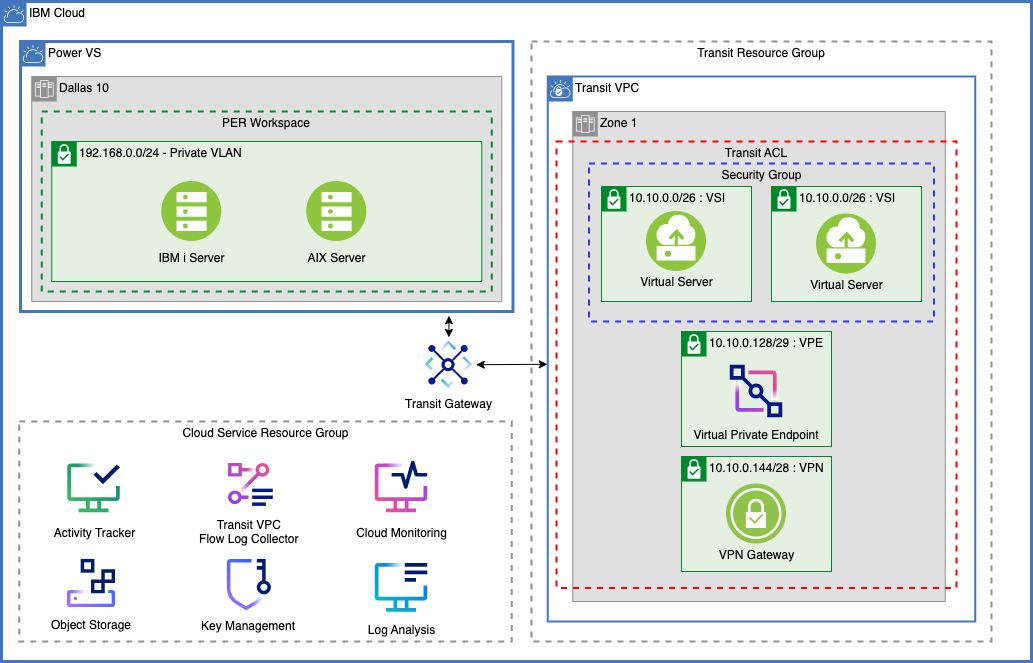 IBM Cloud
Power VS
Dallas 10
PER Workspace
192.168.0.0/24 - Private VLAN
IBM i Server
AIX Server
Transit Gateway
Cloud Service Resource Group
Activity Tracker
Transit VPC
Flow Log Collector
Cloud Monitoring
Object Storage
Key Management
Log Analysis
Transit Resource Group
Transit VPC
Zone 1
Transit ACL
Security Group
10.10.0.0/26 : VSI
Virtual Server
10.10.0.0/26 : VSI
Virtual Server
10.10.0.128/29 : VPE
Virtual Private Endpoint
10.10.0.144/28 : VPN
VPN Gateway